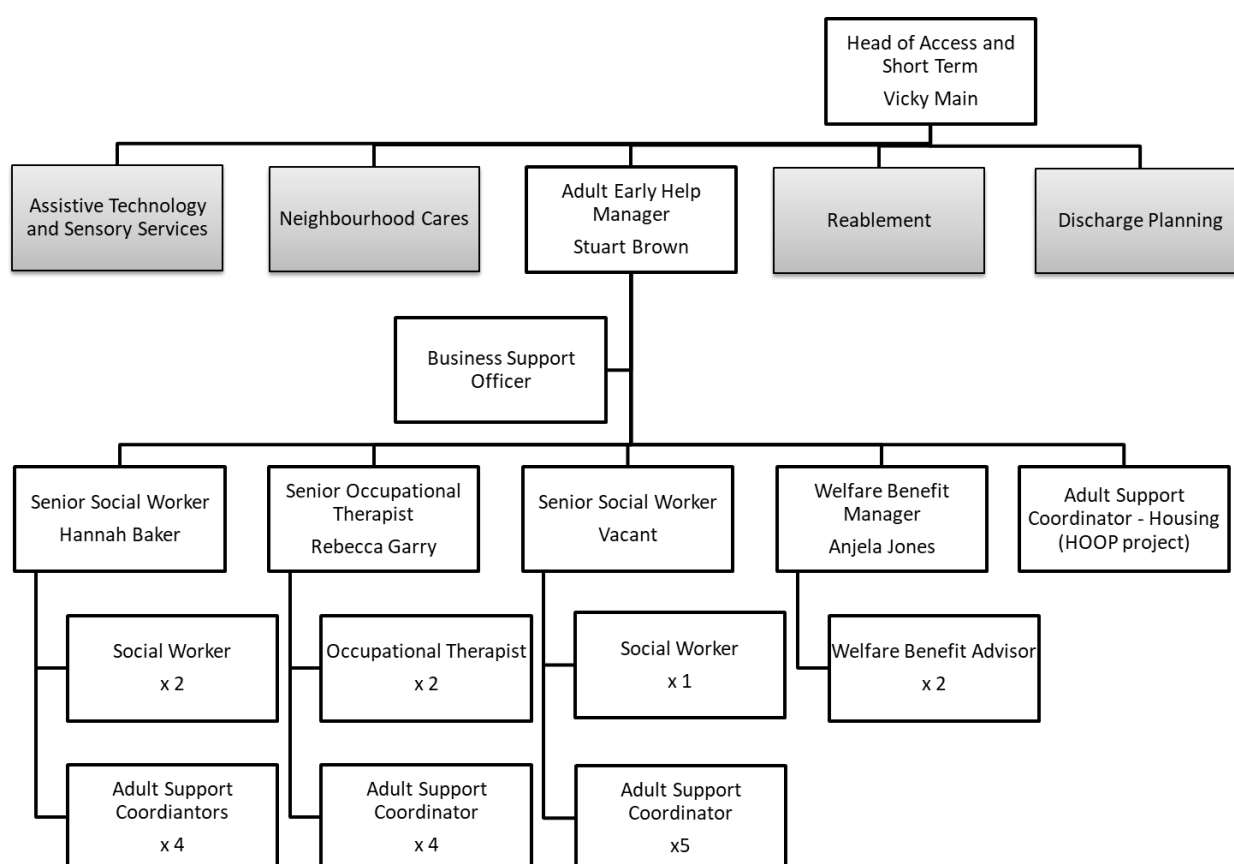 Head of Access and
Short Term
Vicky Main
Assistive Technology
and Sensory Services
Neighbourhood Cares
Adult Early Help
Manager
Stuart Brown
Reablement
Discharge Planning
Business Support
Officer
Senior Social Worker
Hannah Baker
Senior Occupational
Therapist
Rebecca Garry
Senior Social Worker
Vacant
Welfare Benefit
Manager
Anjela Jones
Adult Support
Coordinator - Housing
(HOOP project)
Social Worker
x 2
Occupational Therapist
x 2
Social Worker
x 1
Welfare Benefit Advisor
x 2
Adult Support
Coordiantors
x 4
Adult Support
Coordinator
x 4
Adult Support
Coordinator
x5